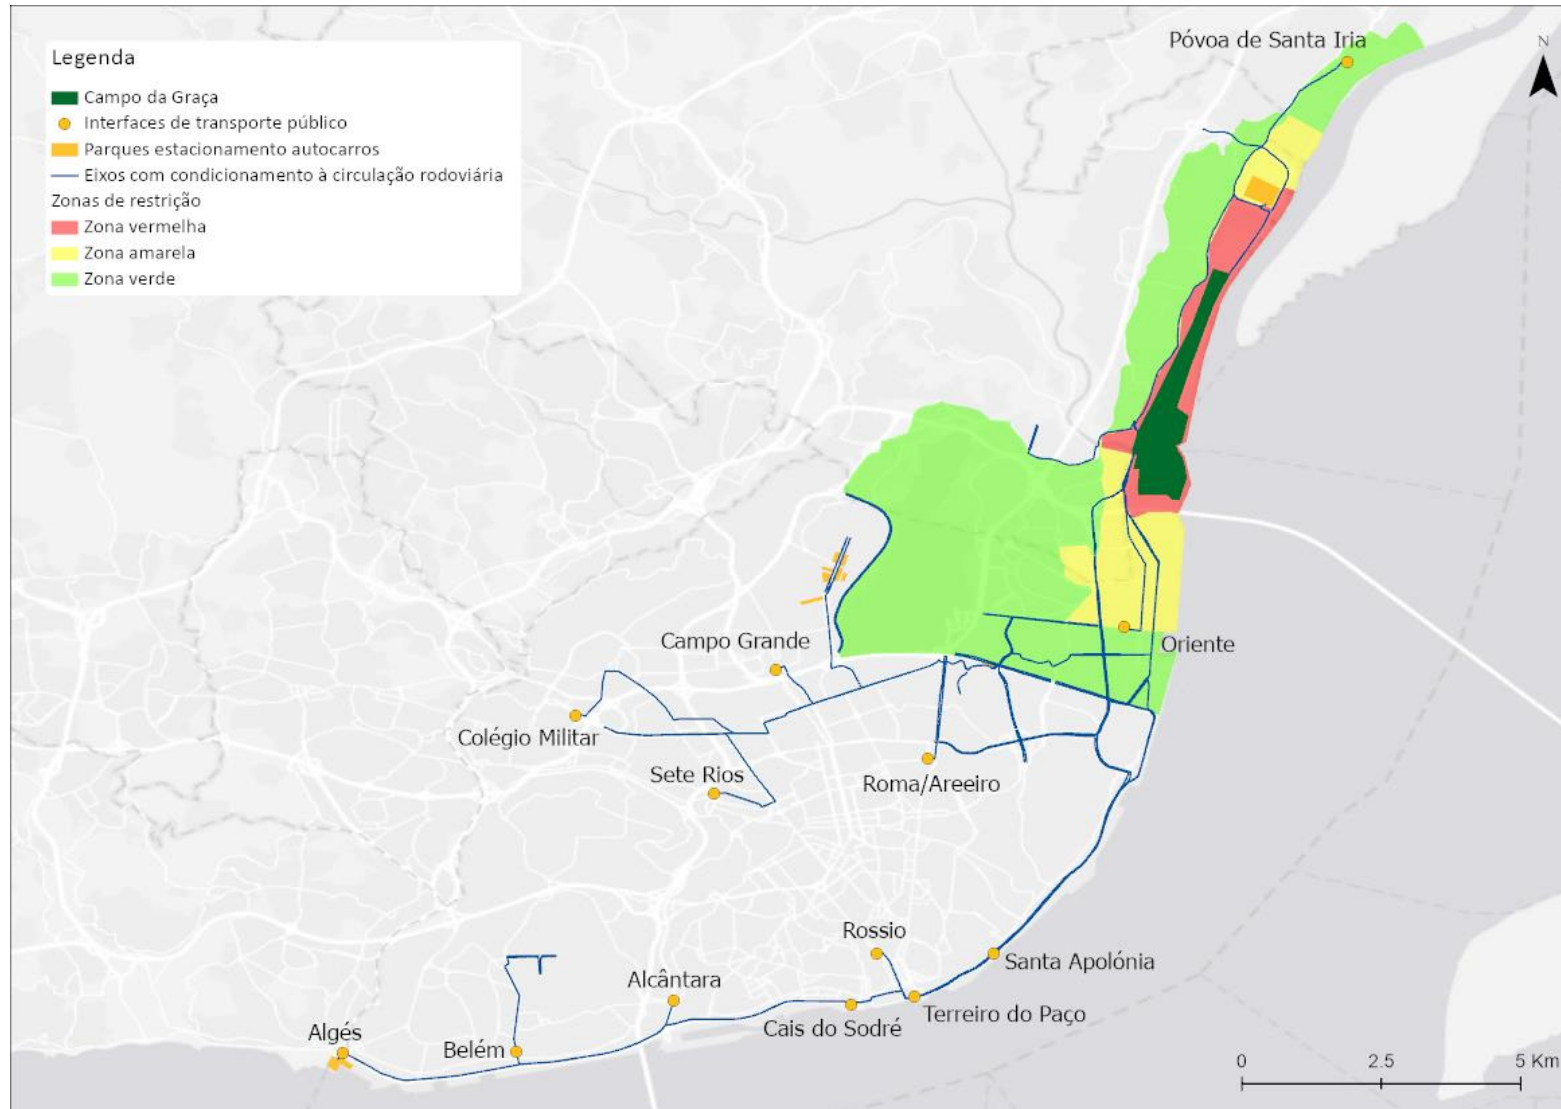 Póvoa de Santa Iria
N
Legenda
Campo da Graça
Interfaces de transporte público
Parques estacionamento autocarros
Eixos com condicionamento à circulação rodoviária
Zonas de restrição
Zona vermelha
Zona amarela
Zona verde
Campo Grande
Oriente
Colégio Militar
Sete Rios
Roma/Areeiro
Rossio
Santa Apolónia
Alcântara
Terreiro do Paço
Cais do Sodré
Algés
Belém
0 2.5 5 Km